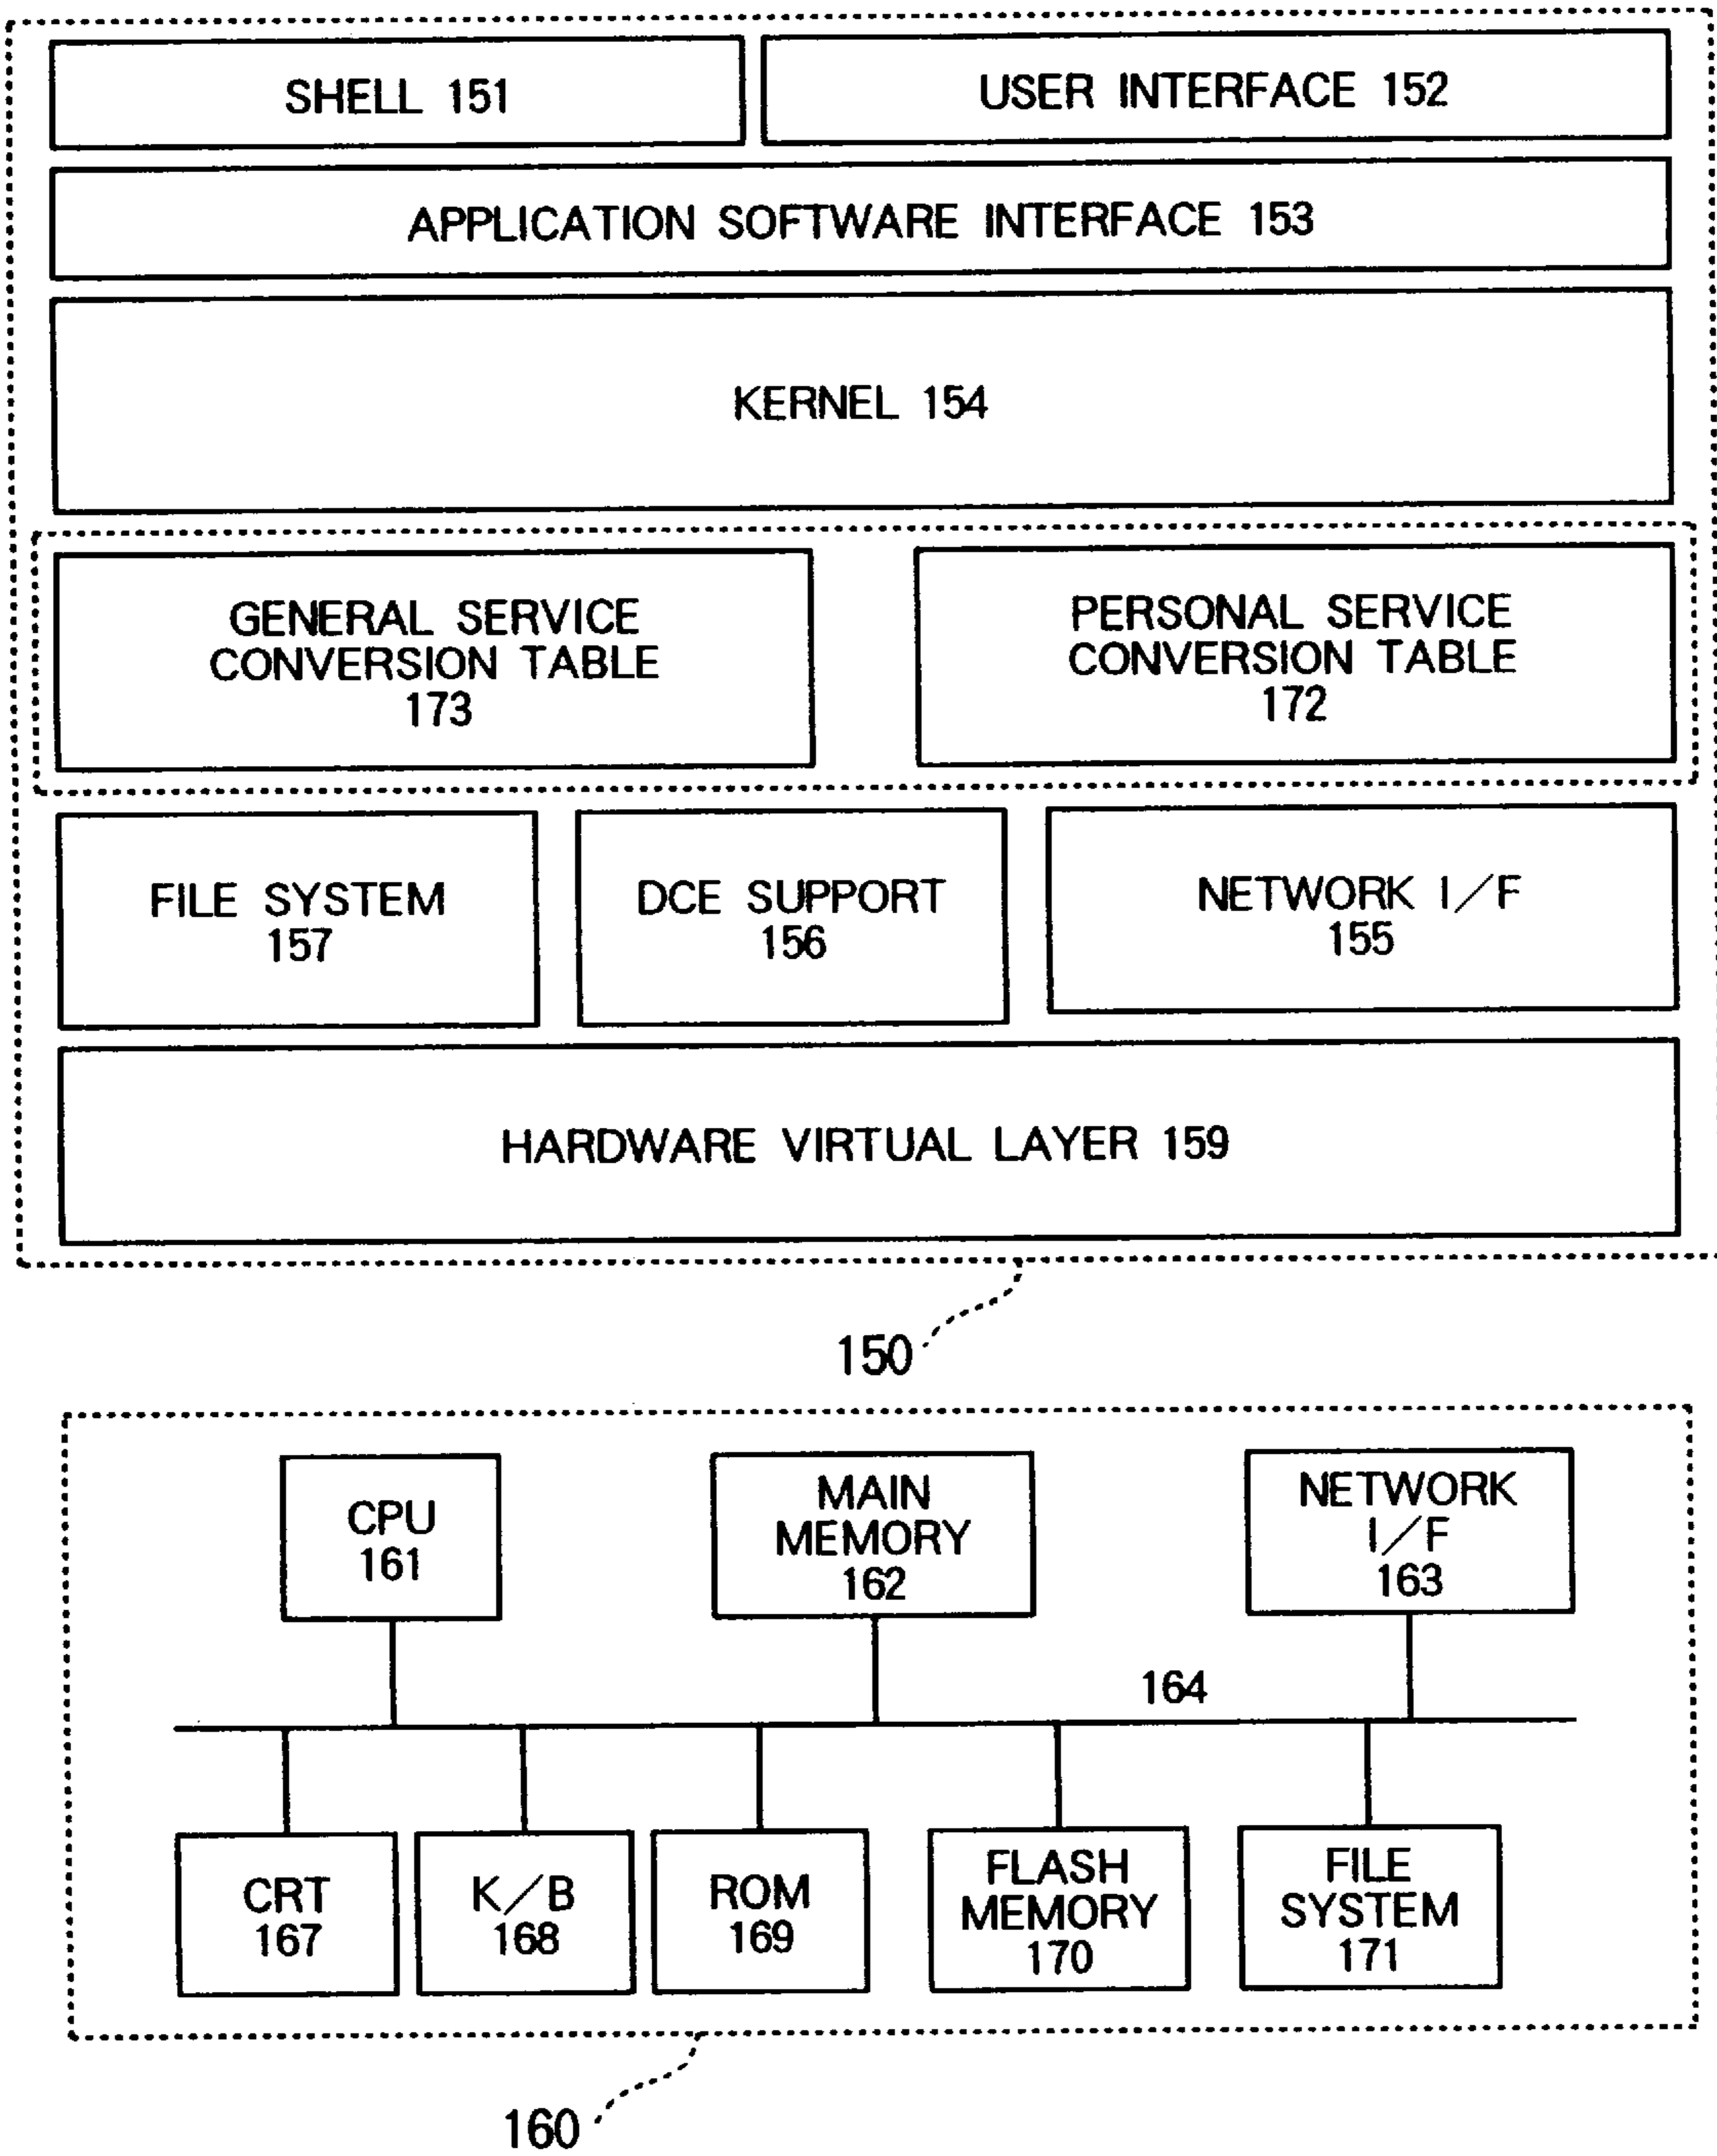 SHELL 151
USER INTERFACE 152
APPLICATION SOFTWARE INTERFACE 153
KERNEL 154
GENERAL SERVICE
CONVERSION TABLE
173
PERSONAL SERVICE
CONVERSION TABLE
172
FILE SYSTEM
157
DCE SUPPORT
156
NETWORK I/F
155
HARDWARE VIRTUAL LAYER 159
150
CPU
161
MAIN
MEMORY
162
NETWORK
I/F
163
164
CRT
167
K/B
168
ROM
169
FLASH
MEMORY
170
FILE
SYSTEM
171
160